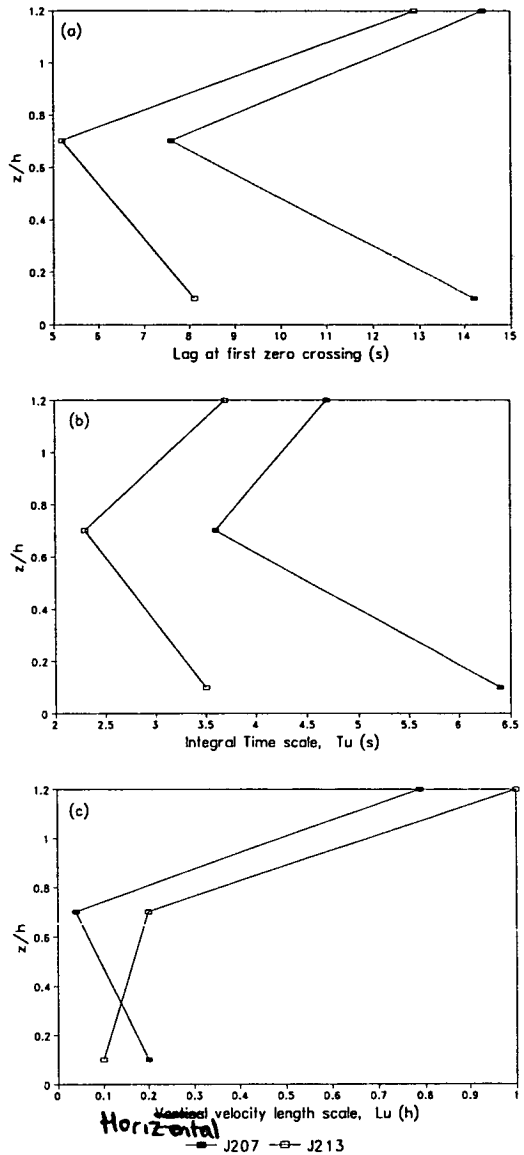 (a)
z/h
1.2
1
0.8
0.6
0.4
0.2
0
5 6 7 8 9 10 11 12 13 14 15
Lag at first zero crossing (s)
(b)
z/h
1.2
1
0.8
0.6
0.4
0.2
0
2 2.5 3 3.5 4 4.5 5 5.5 6 6.5
Integral Time scale, Tu (s)
(c)
z/h
1.2
1
0.8
0.6
0.4
0.2
0
0 0.1 0.2 0.3 0.4 0.5 0.6 0.7 0.8 0.9 1
Vertical velocity length scale, Lu (h)
Horizontal
J207 J213